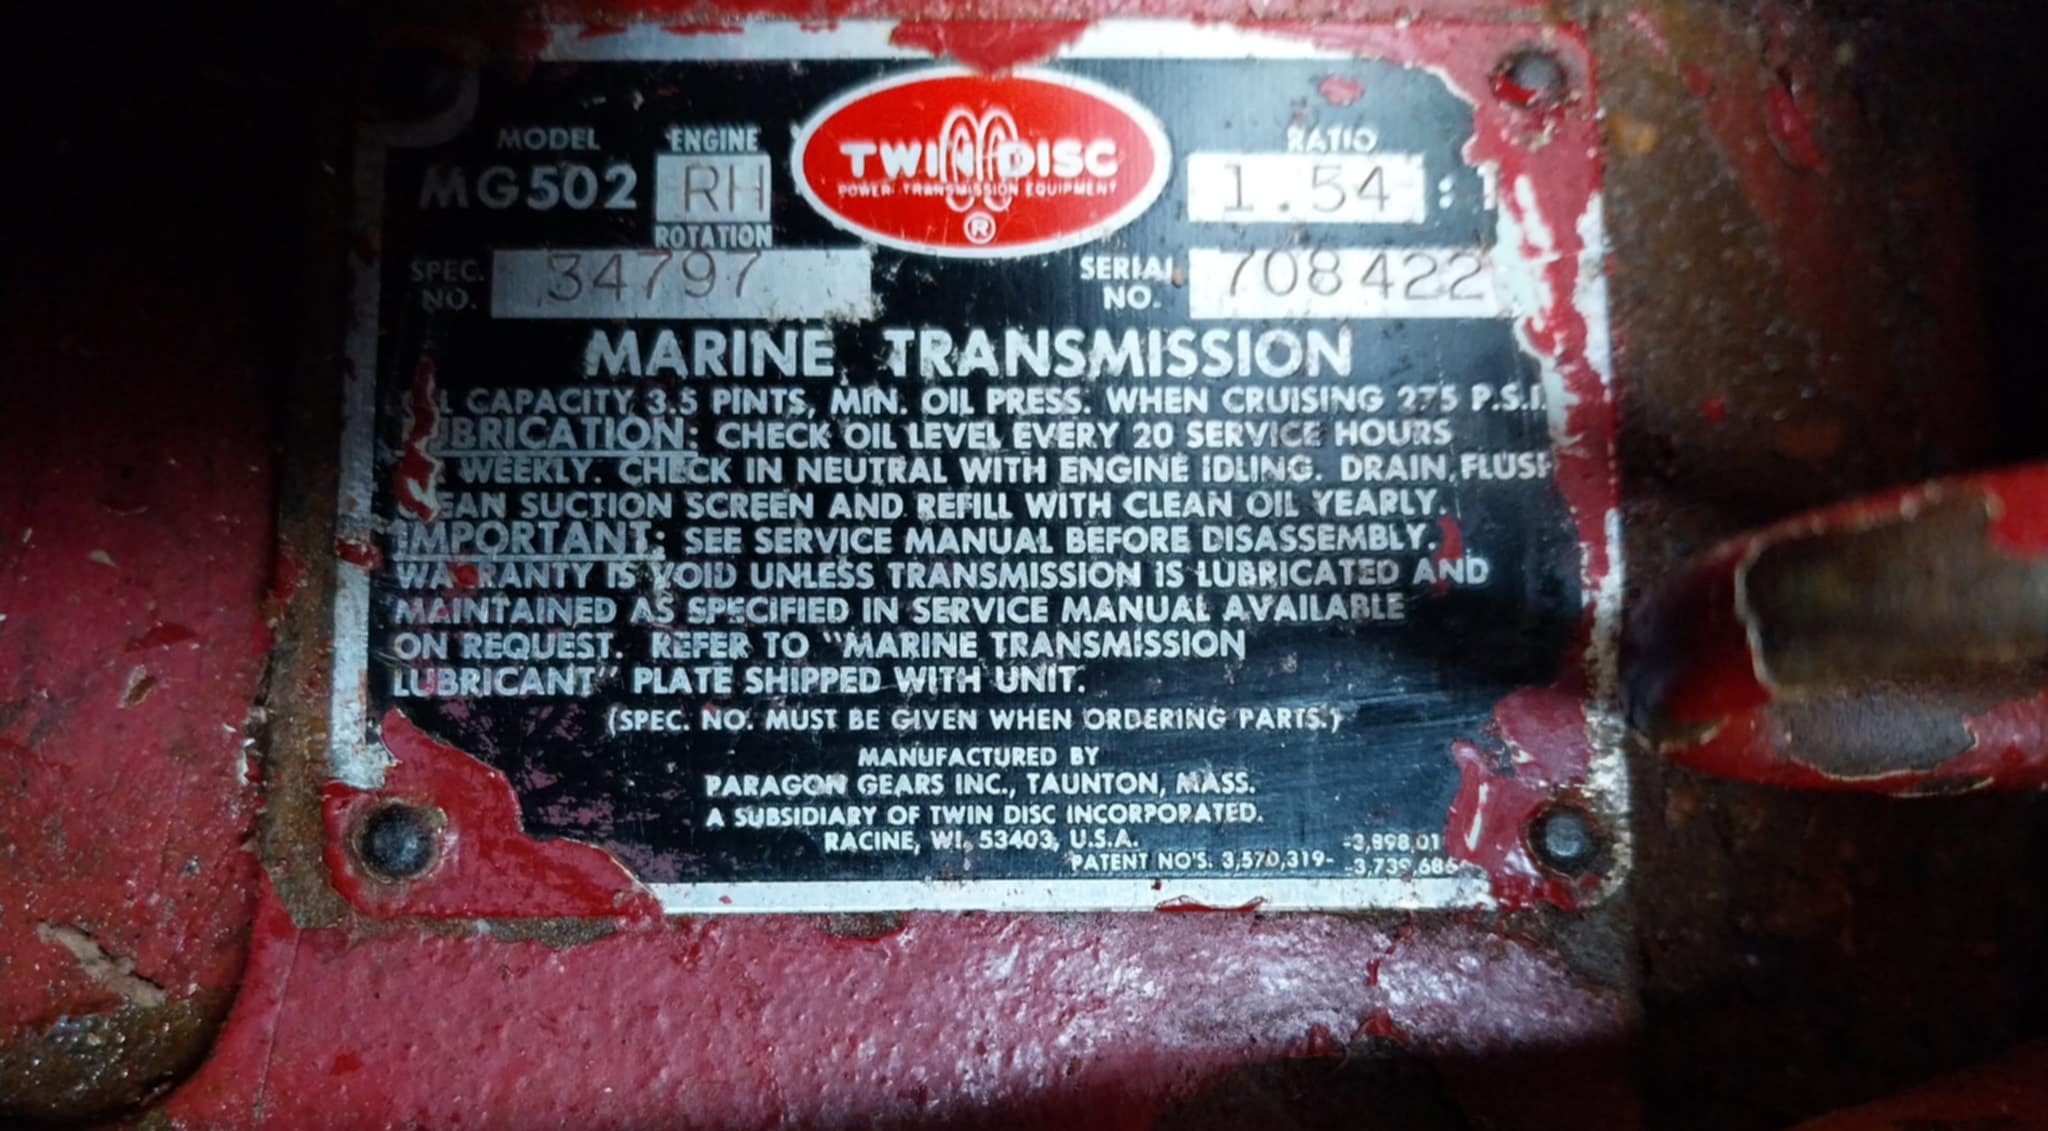 MODEL ENGINE TWIN DISC RATIO
MG502 RH POWER TRANSMISSION EQUIPMENT 1.54 :
ROTATION ®
SPEC. NO. 34797 SERIAL NO. 708422
MARINE TRANSMISSION
CAPACITY 3.5 PINTS, MIN. OIL PRESS. WHEN CRUISING 275 P.S.I.
LUBRICATION: CHECK OIL LEVEL EVERY 20 SERVICE HOURS
WEEKLY. CHECK IN NEUTRAL WITH ENGINE IDLING. DRAIN, FLUSH
CLEAN SUCTION SCREEN AND REFILL WITH CLEAN OIL YEARLY.
IMPORTANT: SEE SERVICE MANUAL BEFORE DISASSEMBLY.
WARRANTY IS VOID UNLESS TRANSMISSION IS LUBRICATED AND
MAINTAINED AS SPECIFIED IN SERVICE MANUAL AVAILABLE
ON REQUEST. REFER TO "MARINE TRANSMISSION
LUBRICANT" PLATE SHIPPED WITH UNIT.
(SPEC. NO. MUST BE GIVEN WHEN ORDERING PARTS.)
MANUFACTURED BY
PARAGON GEARS INC., TAUNTON, MASS.
A SUBSIDIARY OF TWIN DISC INCORPORATED.
RACINE, WI, 53403, U.S.A.
PATENT NO'S. 3,570,319-